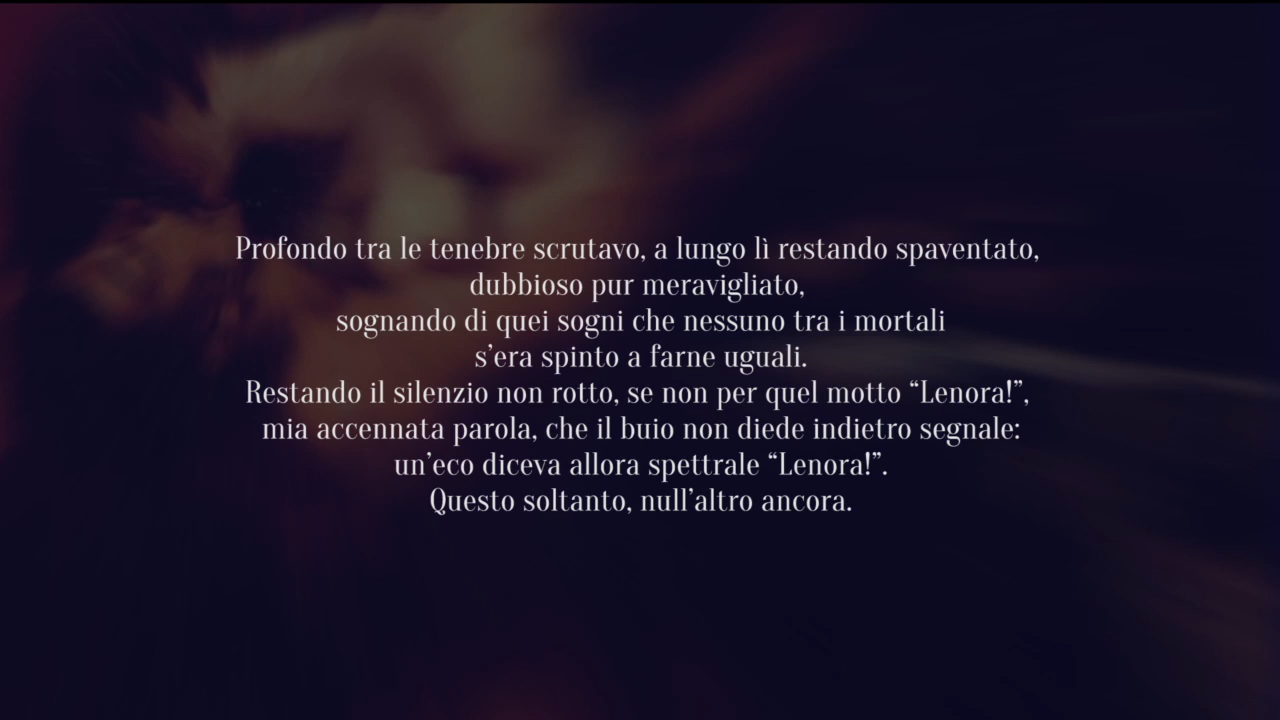 Profondo tra le tenebre scrutavo, a lungo lì restando spaventato,
dubbioso pur meravigliato,
sognando di quei sogni che nessuno tra i mortali
s’era spinto a farne uguali.
Restando il silenzio non rotto, se non per quel motto “Lenora!”,
mia accennata parola, che il buio non diede indietro segnale:
un’eco diceva allora spettrale “Lenora!”.
Questo soltanto, null’altro ancora.